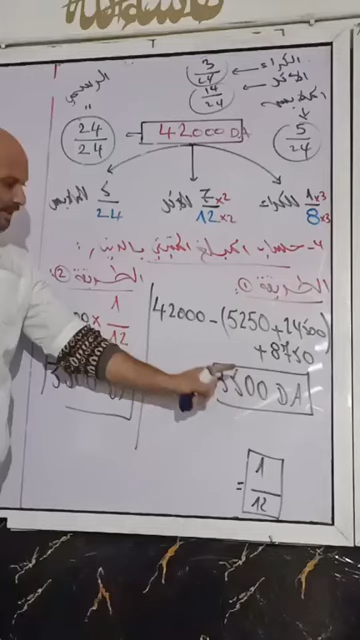 3/24 ← الكراء
14/24 ← الأكل
الراتب
24/24 = 42000 DA
5/24
الملابس 5/24
الأكل 7×2/12×2
الكراء 1×3/8×3
4- حساب المبلغ المتبقي بالدينار:
الطريقة ①:
42000 - (5250 + 24500
+ 8750)
3500 DA
الطريقة ②:
× 1/12
= 1/12